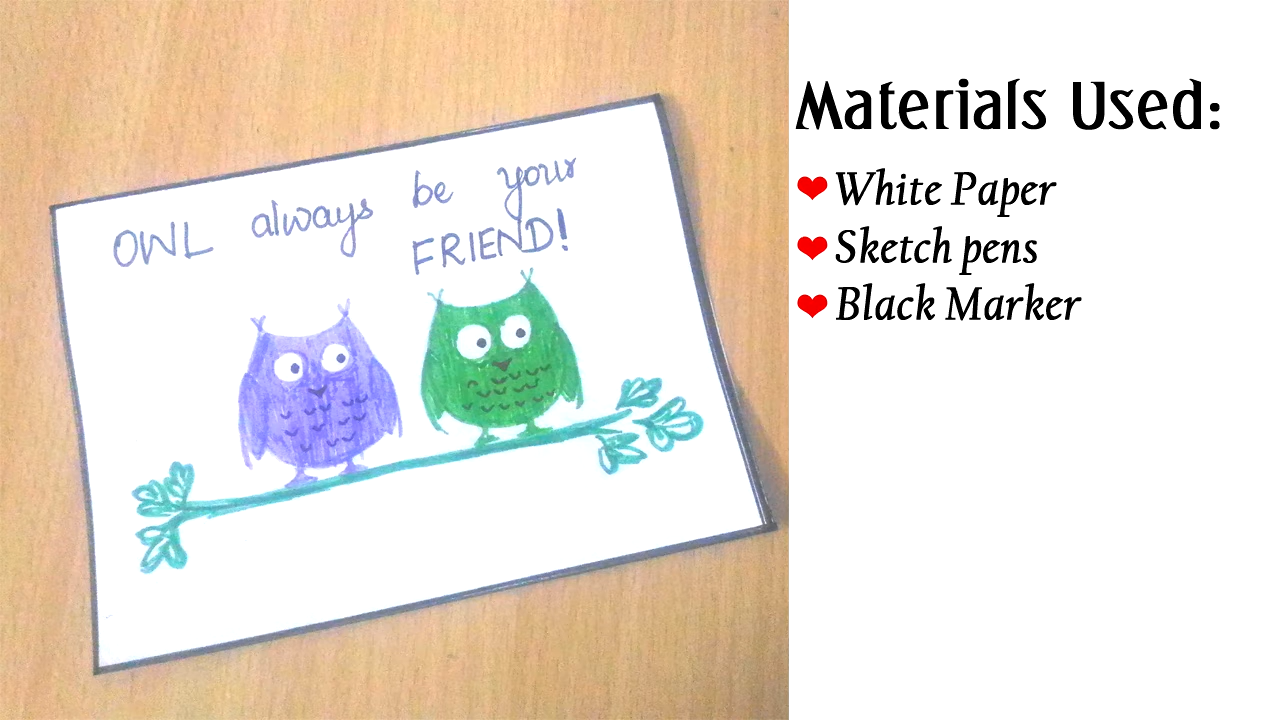 OWL always be your
FRIEND!
Materials Used:
White Paper
Sketch pens
Black Marker